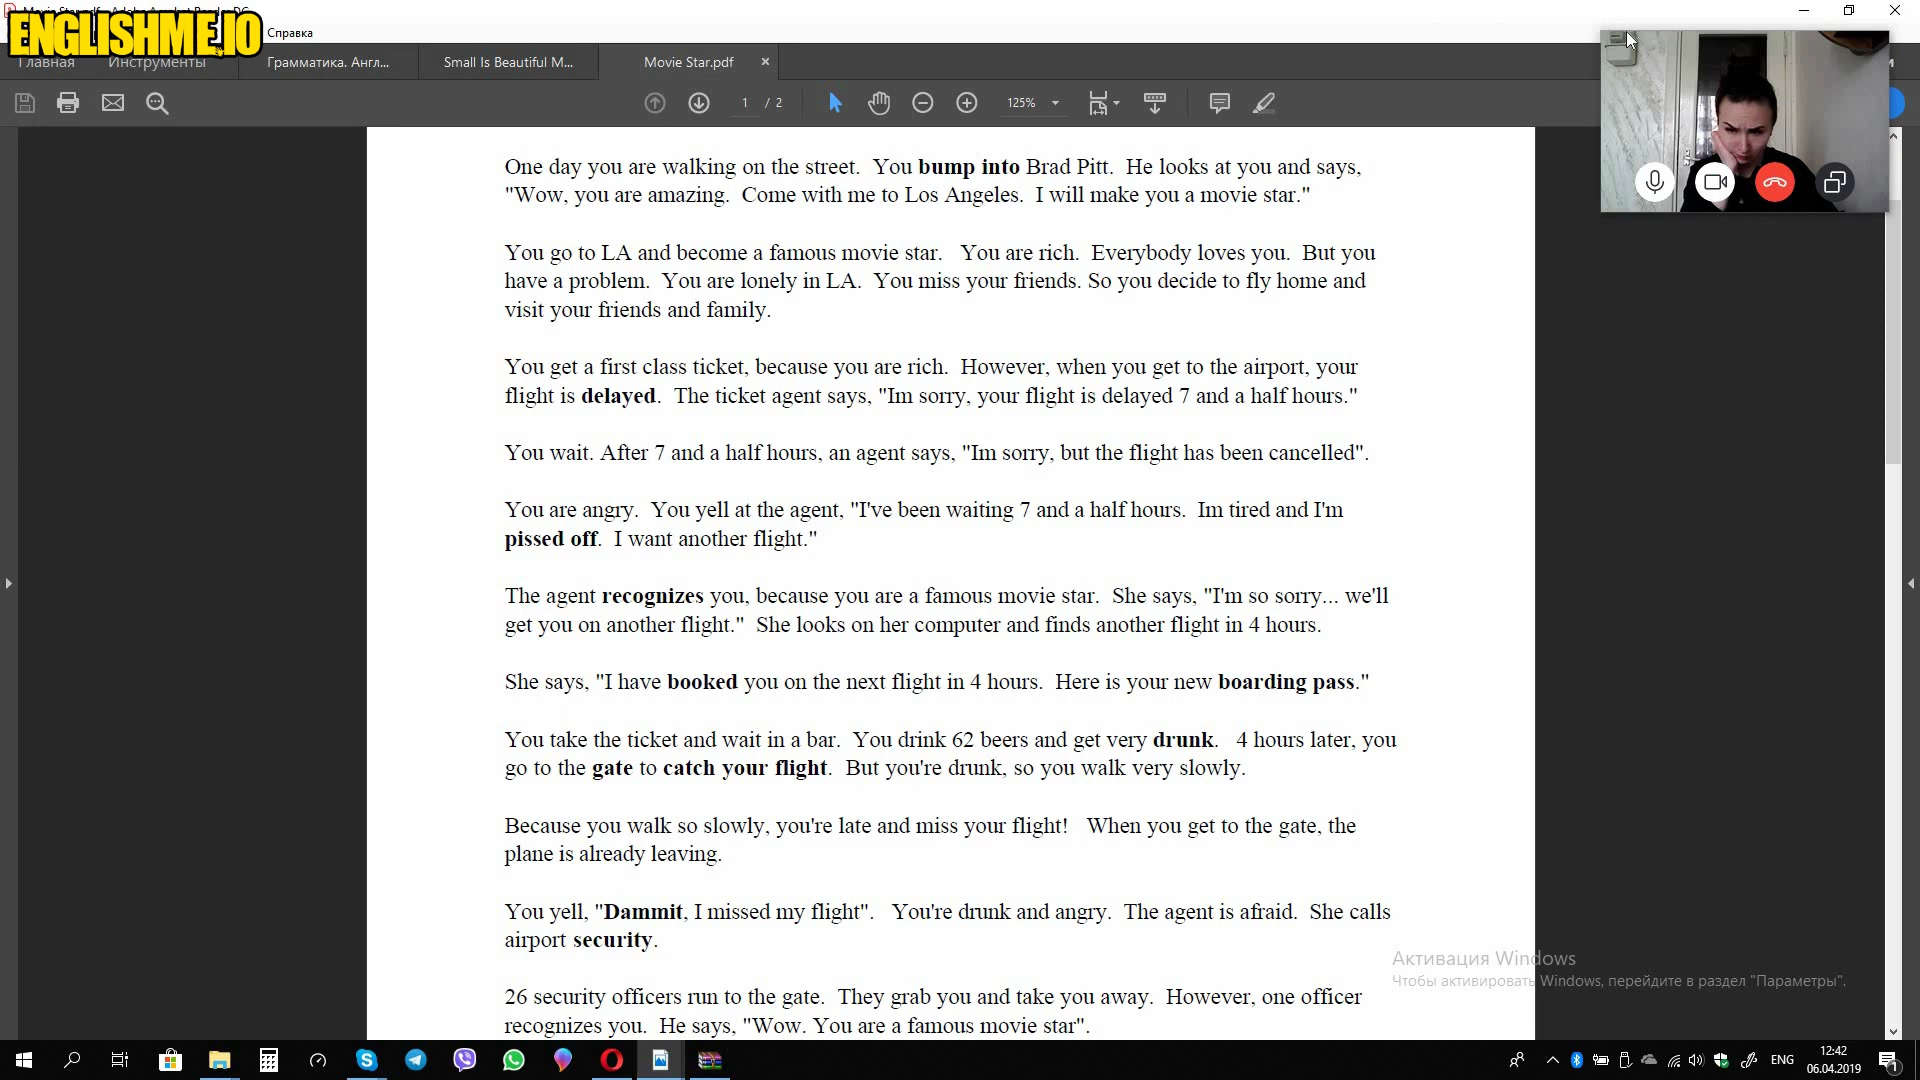 ENGLISHME.IO
Справка
Главная Инструменты Грамматика. Англ... Small Is Beautiful M... Movie Star.pdf
1 / 2 125%
One day you are walking on the street. You bump into Brad Pitt. He looks at you and says,
"Wow, you are amazing. Come with me to Los Angeles. I will make you a movie star."
You go to LA and become a famous movie star. You are rich. Everybody loves you. But you
have a problem. You are lonely in LA. You miss your friends. So you decide to fly home and
visit your friends and family.
You get a first class ticket, because you are rich. However, when you get to the airport, your
flight is delayed. The ticket agent says, "Im sorry, your flight is delayed 7 and a half hours."
You wait. After 7 and a half hours, an agent says, "Im sorry, but the flight has been cancelled".
You are angry. You yell at the agent, "I've been waiting 7 and a half hours. Im tired and I'm
pissed off. I want another flight."
The agent recognizes you, because you are a famous movie star. She says, "I'm so sorry... we'll
get you on another flight." She looks on her computer and finds another flight in 4 hours.
She says, "I have booked you on the next flight in 4 hours. Here is your new boarding pass."
You take the ticket and wait in a bar. You drink 62 beers and get very drunk. 4 hours later, you
go to the gate to catch your flight. But you're drunk, so you walk very slowly.
Because you walk so slowly, you're late and miss your flight! When you get to the gate, the
plane is already leaving.
You yell, "Dammit, I missed my flight". You're drunk and angry. The agent is afraid. She calls
airport security.
26 security officers run to the gate. They grab you and take you away. However, one officer
recognizes you. He says, "Wow. You are a famous movie star".
Активация Windows
Чтобы активировать Windows, перейдите в раздел "Параметры".
ENG
12:42
06.04.2019
1